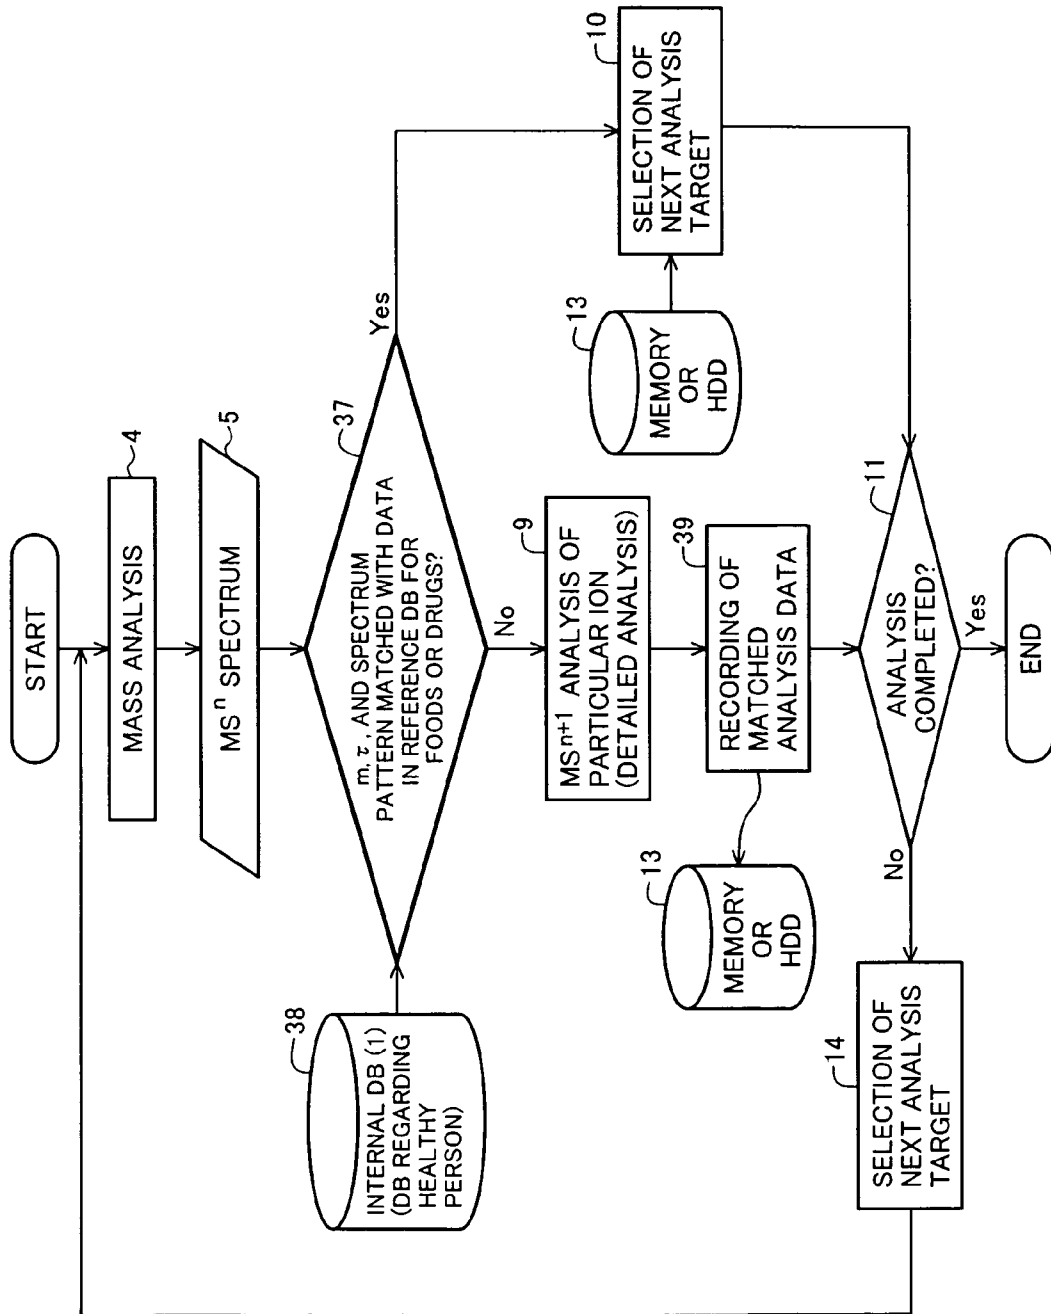 START
MASS ANALYSIS
4
MSⁿ SPECTRUM
5
m, τ, AND SPECTRUM
PATTERN MATCHED WITH DATA
IN REFERENCE DB FOR
FOODS OR DRUGS?
37
Yes
No
INTERNAL DB (1)
(DB REGARDING
HEALTHY
PERSON)
38
MSⁿ⁺¹ ANALYSIS OF
PARTICULAR ION
(DETAILED ANALYSIS)
9
SELECTION OF
NEXT ANALYSIS
TARGET
10
MEMORY
OR
HDD
13
RECORDING OF
MATCHED
ANALYSIS DATA
39
MEMORY
OR
HDD
13
ANALYSIS
COMPLETED?
11
No
Yes
SELECTION OF
NEXT ANALYSIS
TARGET
14
END